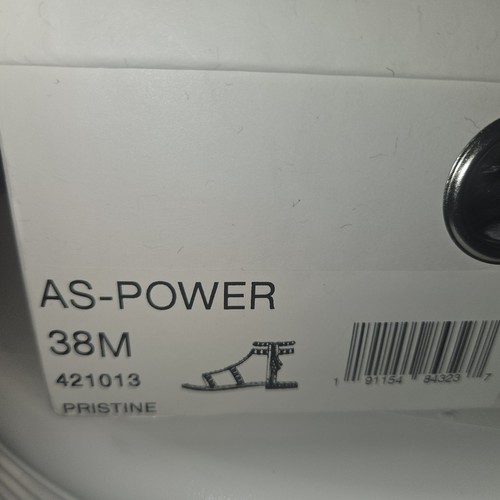 AS-POWER
38M
421013
PRISTINE
1 91154 84323 7